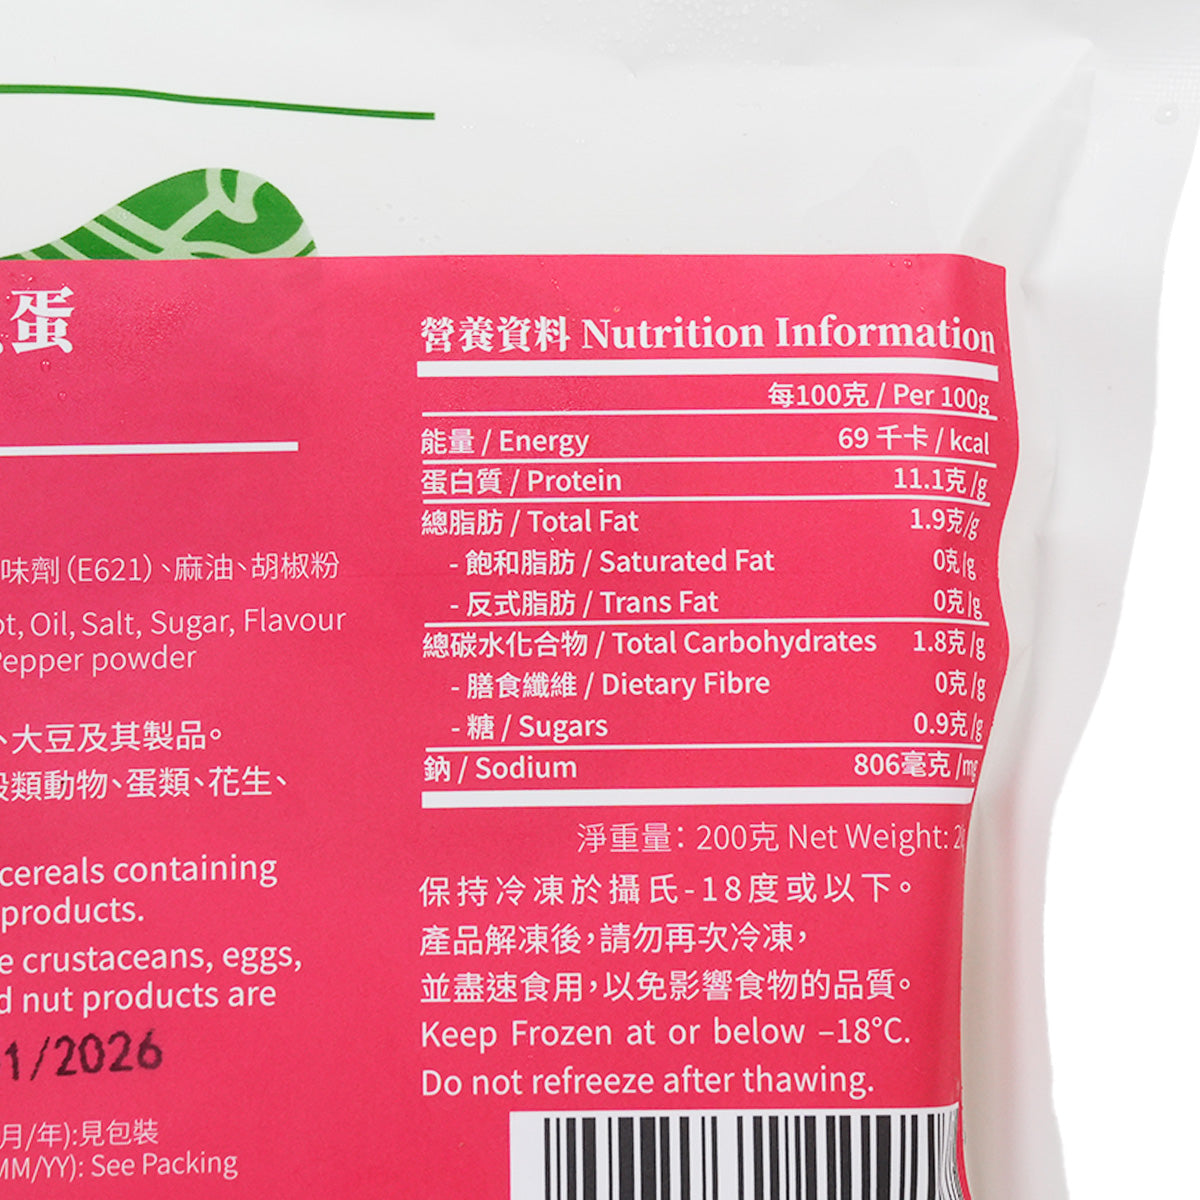 蛋
味劑（E621）、麻油、胡椒粉
Oil, Salt, Sugar, Flavour
Pepper powder
、大豆及其製品。
類動物、蛋類、花生、
cereals containing
products.
crustaceans, eggs,
nut products are
1/2026
月/年):見包裝
MM/YY): See Packing
營養資料 Nutrition Information
每100克 / Per 100g
能量 / Energy 69 千卡 / kcal
蛋白質 / Protein 11.1克 /g
總脂肪 / Total Fat 1.9克/g
- 飽和脂肪 / Saturated Fat 0克/g
- 反式脂肪 / Trans Fat 0克/g
總碳水化合物 / Total Carbohydrates 1.8克/g
- 膳食纖維 / Dietary Fibre 0克/g
- 糖 / Sugars 0.9克/g
鈉 / Sodium 806毫克 /mg
淨重量：200克 Net Weight:
保持冷凍於攝氏-18度或以下。
產品解凍後，請勿再次冷凍，
並盡速食用，以免影響食物的品質。
Keep Frozen at or below –18°C.
Do not refreeze after thawing.